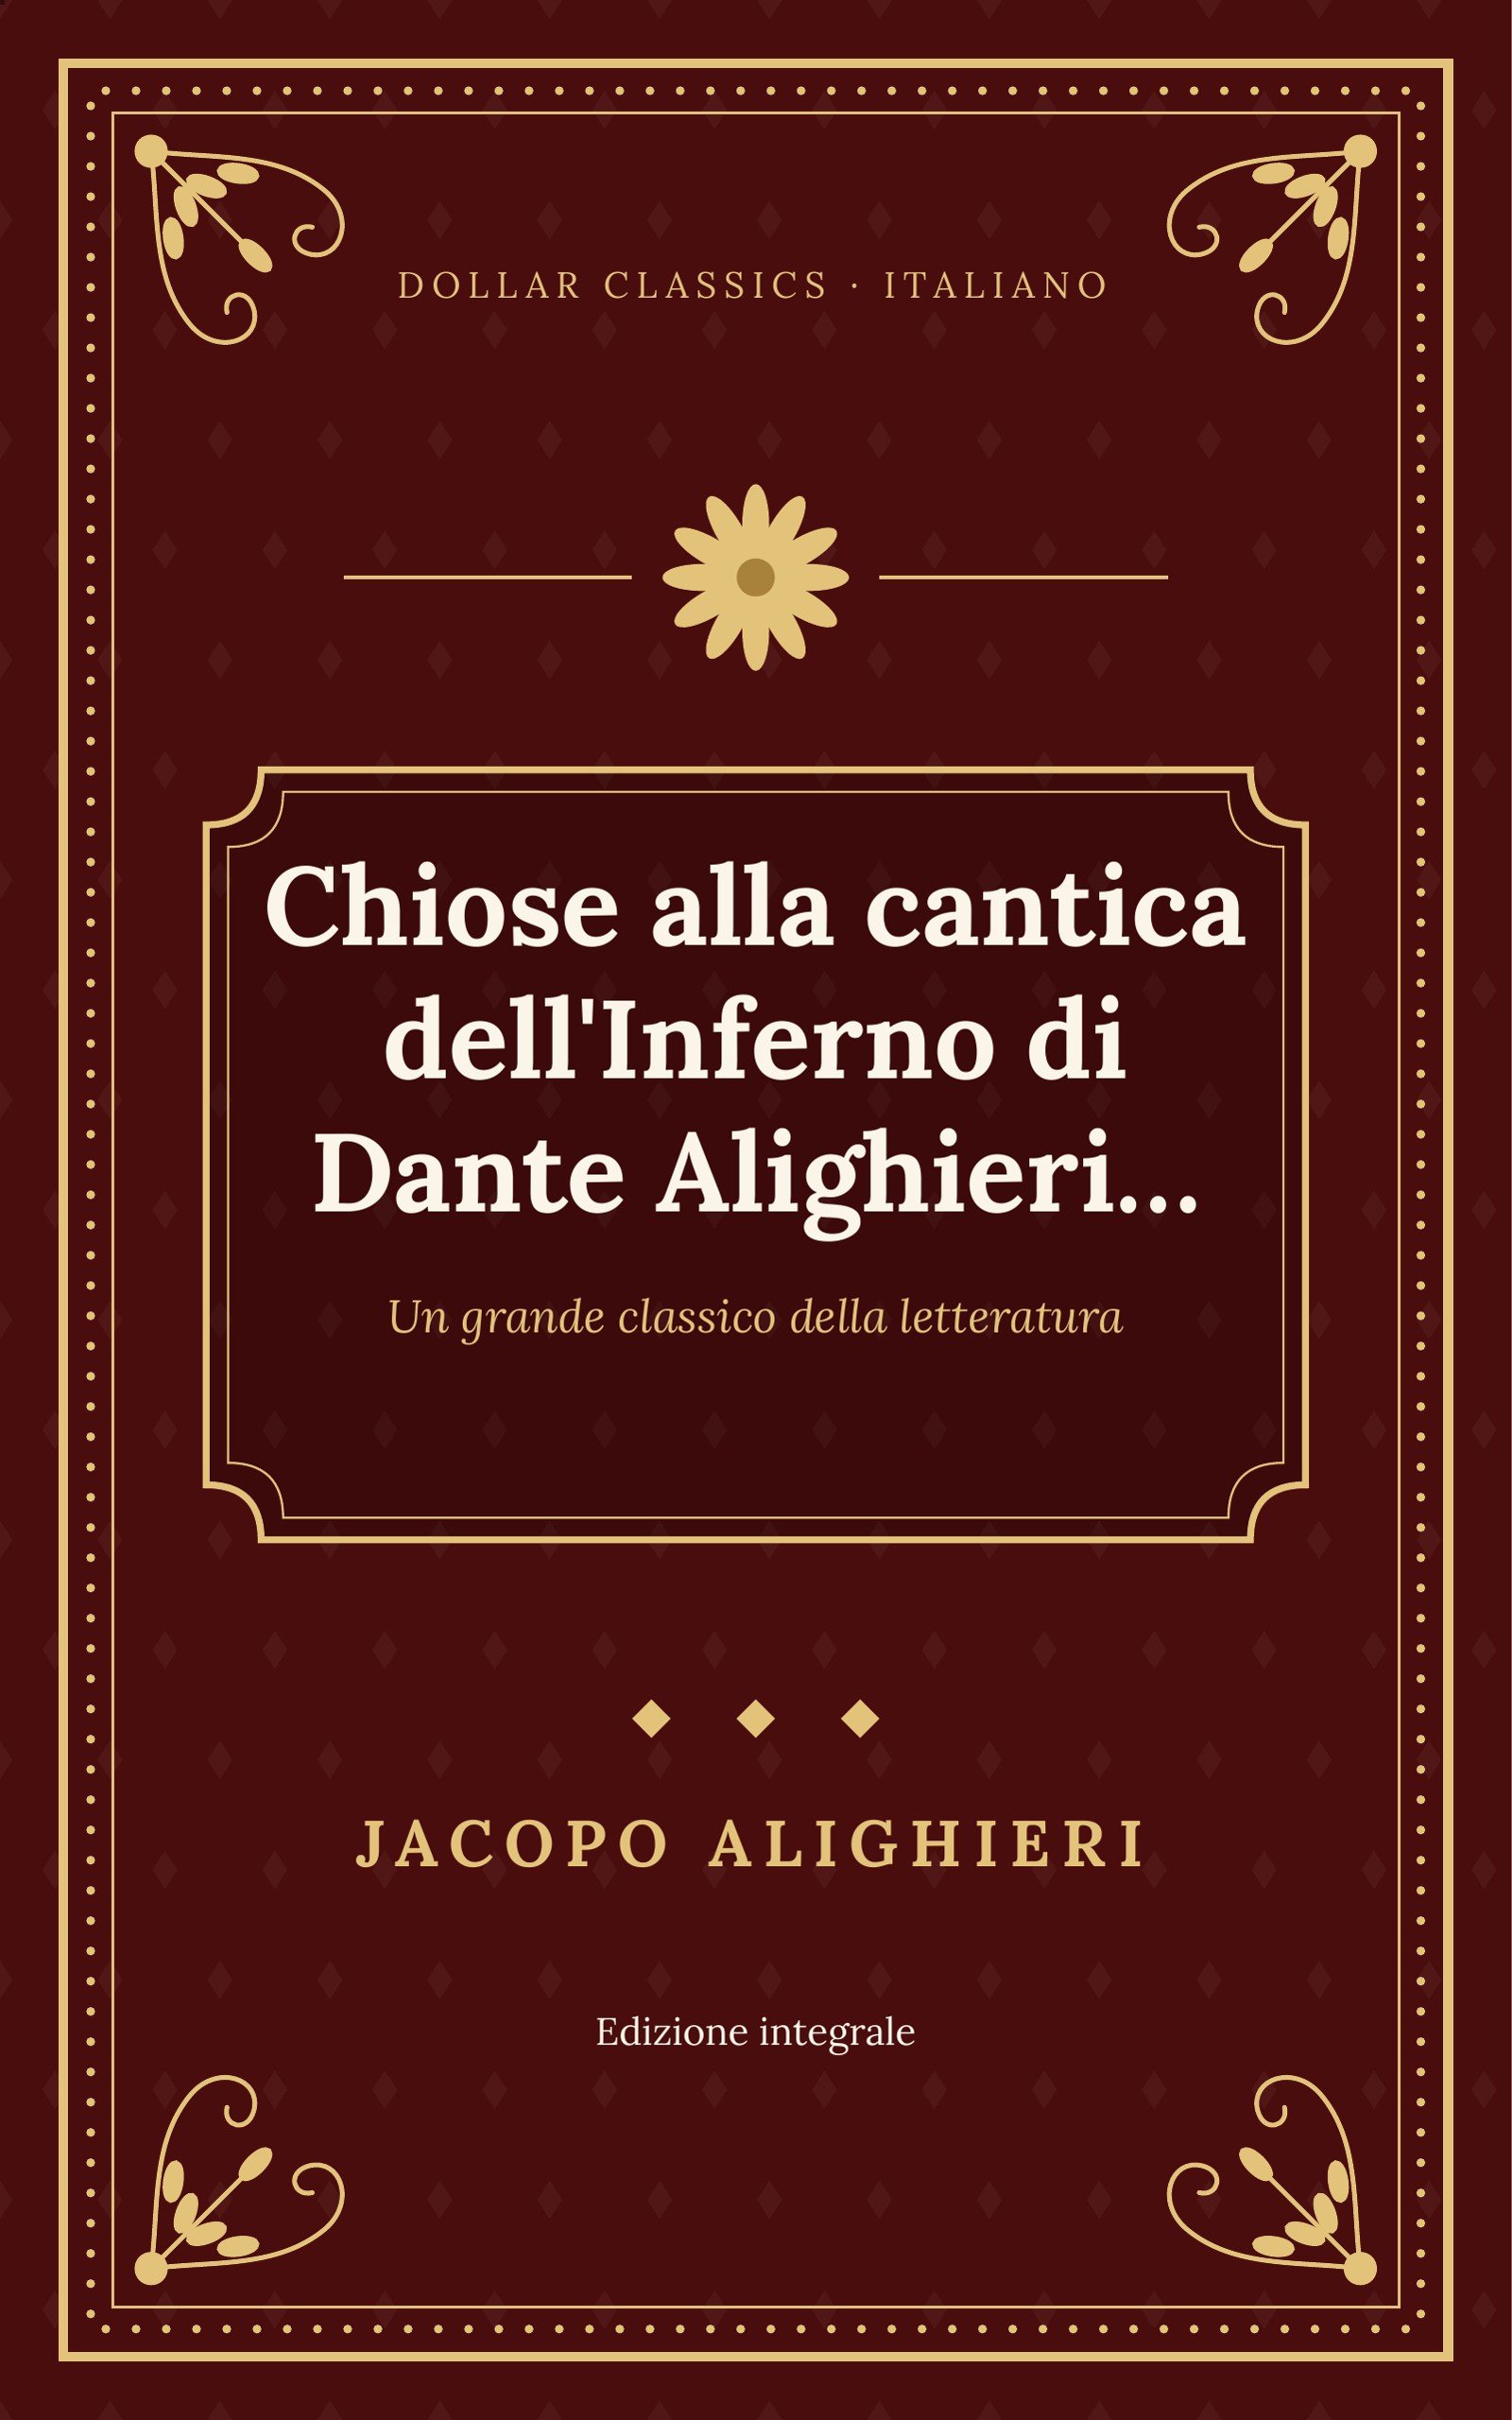 DOLLAR CLASSICS · ITALIANO
Chiose alla cantica
dell'Inferno di
Dante Alighieri...
Un grande classico della letteratura
JACOPO ALIGHIERI
Edizione integrale